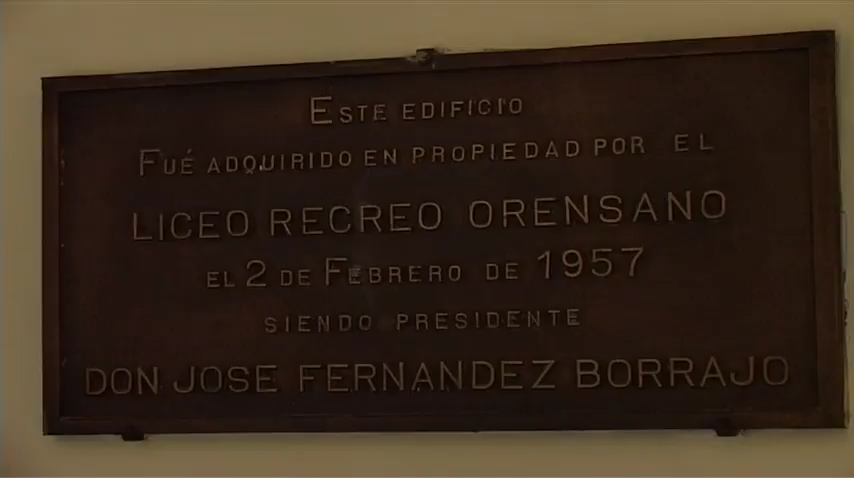 ESTE EDIFICIO
FUÉ ADQUIRIDO EN PROPIEDAD POR EL
LICEO RECREO ORENSANO
EL 2 DE FEBRERO DE 1957
SIENDO PRESIDENTE
DON JOSE FERNANDEZ BORRAJO